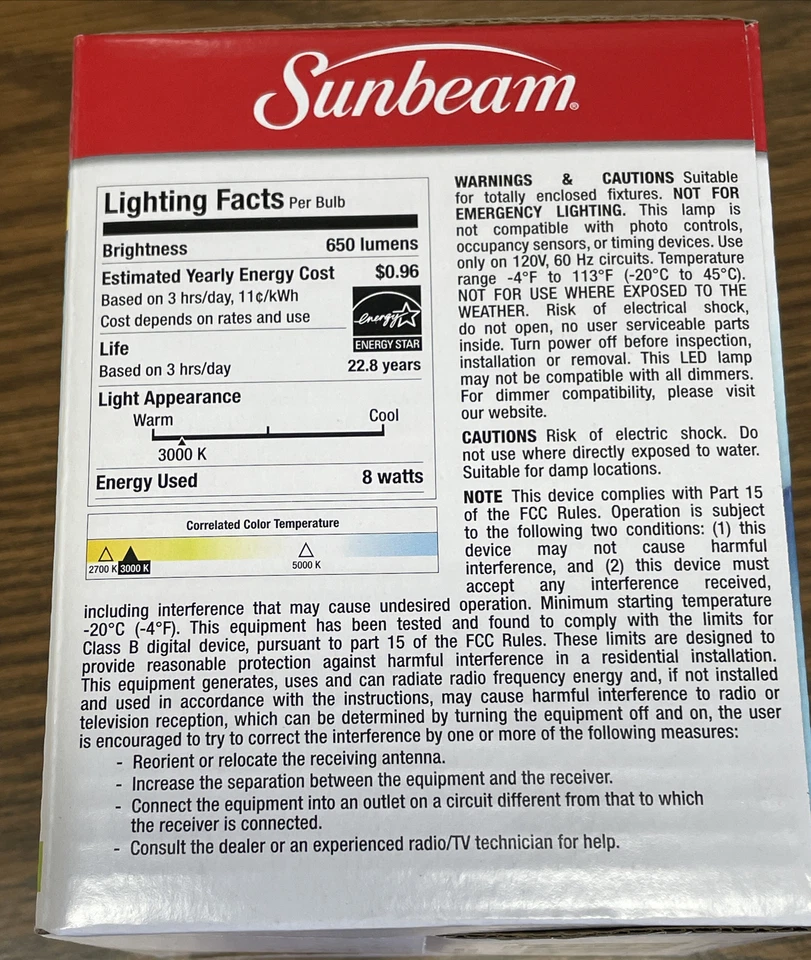 Sunbeam®
Lighting Facts Per Bulb
Brightness 650 lumens
Estimated Yearly Energy Cost $0.96
Based on 3 hrs/day, 11¢/kWh
Cost depends on rates and use
energy
ENERGY STAR
Life
Based on 3 hrs/day 22.8 years
Light Appearance
Warm Cool
3000 K
Energy Used 8 watts
Correlated Color Temperature
2700 K 3000 K 5000 K
WARNINGS & CAUTIONS Suitable
for totally enclosed fixtures. NOT FOR
EMERGENCY LIGHTING. This lamp is
not compatible with photo controls,
occupancy sensors, or timing devices. Use
only on 120V, 60 Hz circuits. Temperature
range -4°F to 113°F (-20°C to 45°C).
NOT FOR USE WHERE EXPOSED TO THE
WEATHER. Risk of electrical shock,
do not open, no user serviceable parts
inside. Turn power off before inspection,
installation or removal. This LED lamp
may not be compatible with all dimmers.
For dimmer compatibility, please visit
our website.
CAUTIONS Risk of electric shock. Do
not use where directly exposed to water.
Suitable for damp locations.
NOTE This device complies with Part 15
of the FCC Rules. Operation is subject
to the following two conditions: (1) this
device may not cause harmful
interference, and (2) this device must
accept any interference received,
including interference that may cause undesired operation. Minimum starting temperature
-20°C (-4°F). This equipment has been tested and found to comply with the limits for
Class B digital device, pursuant to part 15 of the FCC Rules. These limits are designed to
provide reasonable protection against harmful interference in a residential installation.
This equipment generates, uses and can radiate radio frequency energy and, if not installed
and used in accordance with the instructions, may cause harmful interference to radio or
television reception, which can be determined by turning the equipment off and on, the user
is encouraged to try to correct the interference by one or more of the following measures:
- Reorient or relocate the receiving antenna.
- Increase the separation between the equipment and the receiver.
- Connect the equipment into an outlet on a circuit different from that to which
the receiver is connected.
- Consult the dealer or an experienced radio/TV technician for help.